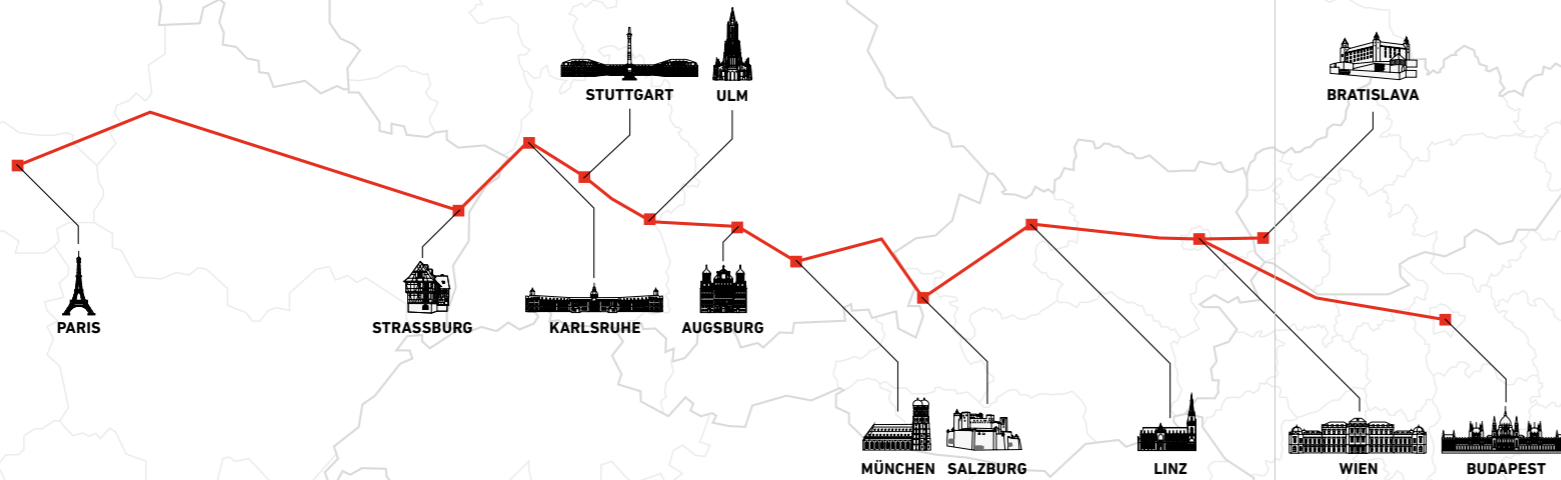 STUTTGART
ULM
BRATISLAVA
PARIS
STRASSBURG
KARLSRUHE
AUGSBURG
MÜNCHEN
SALZBURG
LINZ
WIEN
BUDAPEST